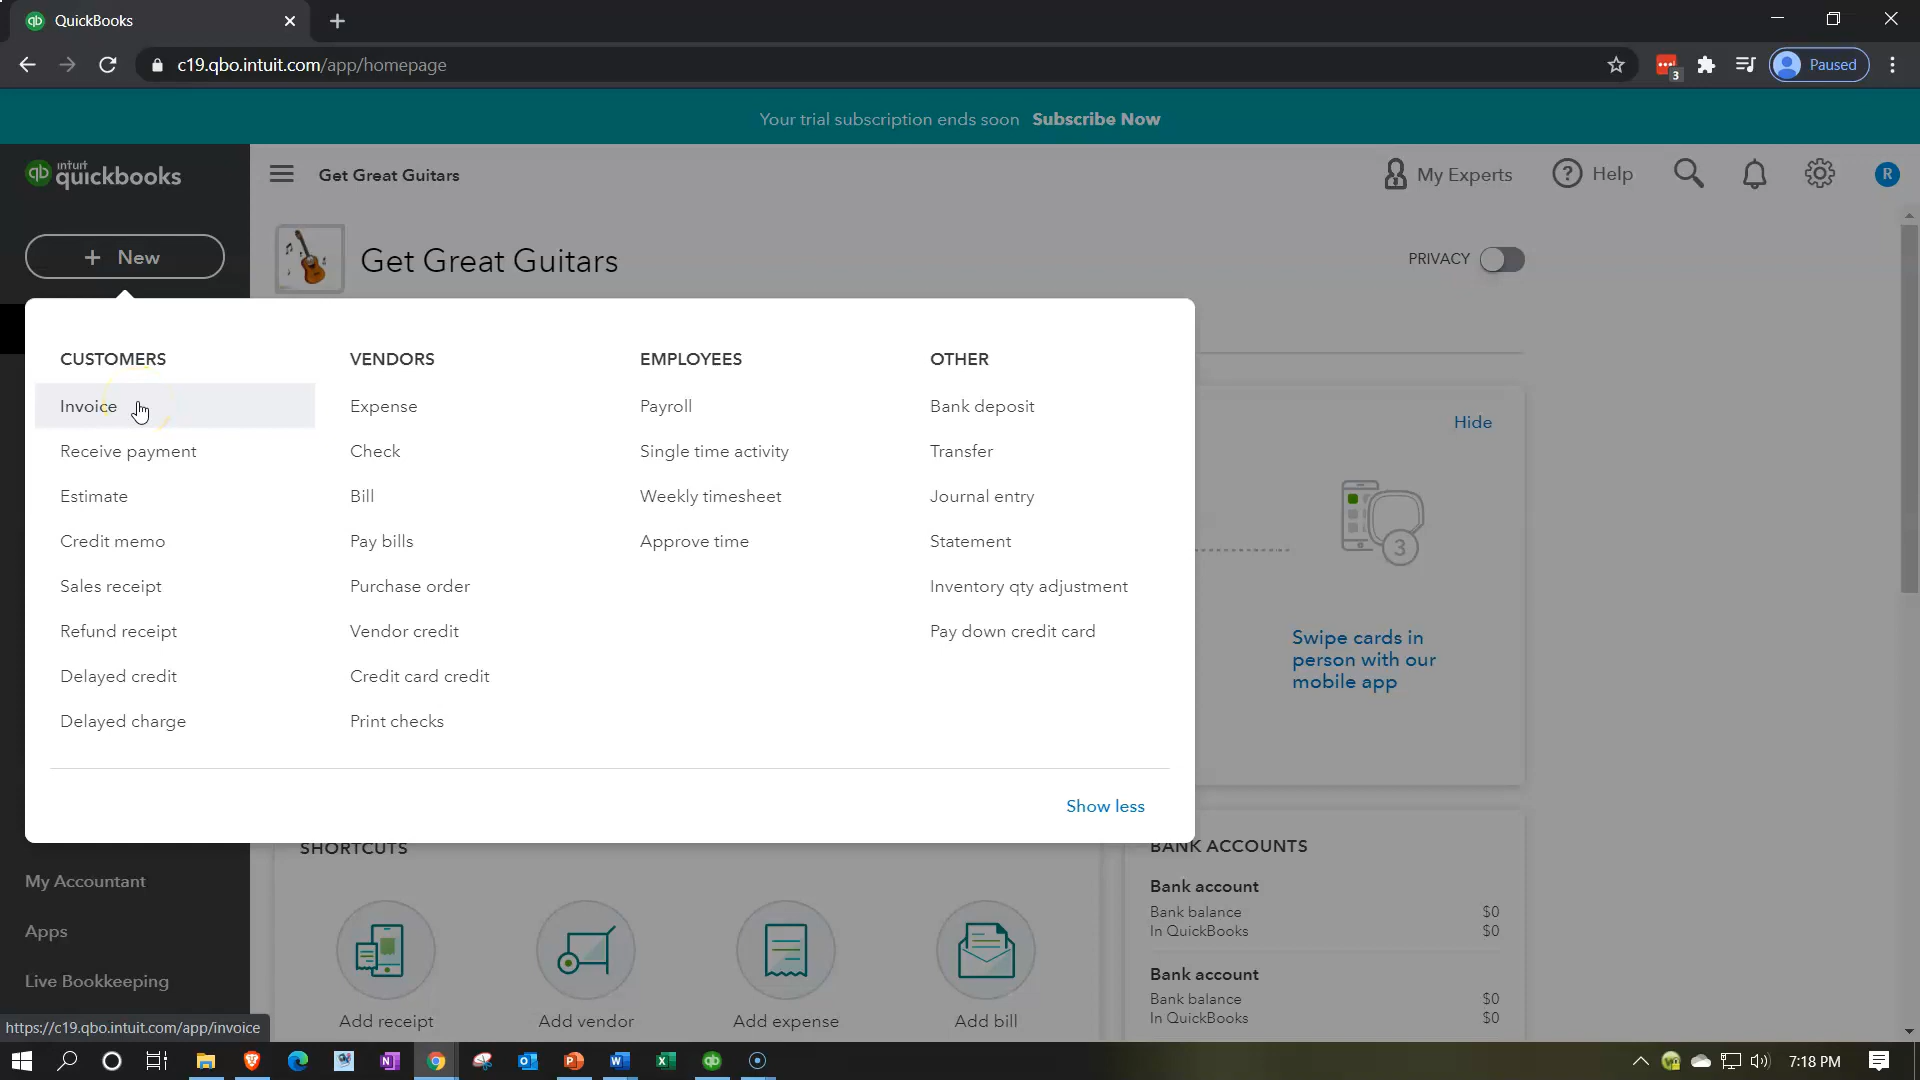 QuickBooks
c19.qbo.intuit.com/app/homepage
3
Paused
Your trial subscription ends soon Subscribe Now
qb intuit quickbooks
Get Great Guitars
My Experts
? Help
R
+ New
Get Great Guitars
PRIVACY
CUSTOMERS
Invoice
Receive payment
Estimate
Credit memo
Sales receipt
Refund receipt
Delayed credit
Delayed charge
VENDORS
Expense
Check
Bill
Pay bills
Purchase order
Vendor credit
Credit card credit
Print checks
EMPLOYEES
Payroll
Single time activity
Weekly timesheet
Approve time
OTHER
Bank deposit
Transfer
Journal entry
Statement
Inventory qty adjustment
Pay down credit card
Show less
Hide
3
Swipe cards in
person with our
mobile app
SHORTCUTS
Add receipt
Add vendor
Add expense
Add bill
BANK ACCOUNTS
Bank account
Bank balance $0
In QuickBooks $0
Bank account
Bank balance $0
In QuickBooks $0
My Accountant
Apps
Live Bookkeeping
https://c19.qbo.intuit.com/app/invoice
7:18 PM